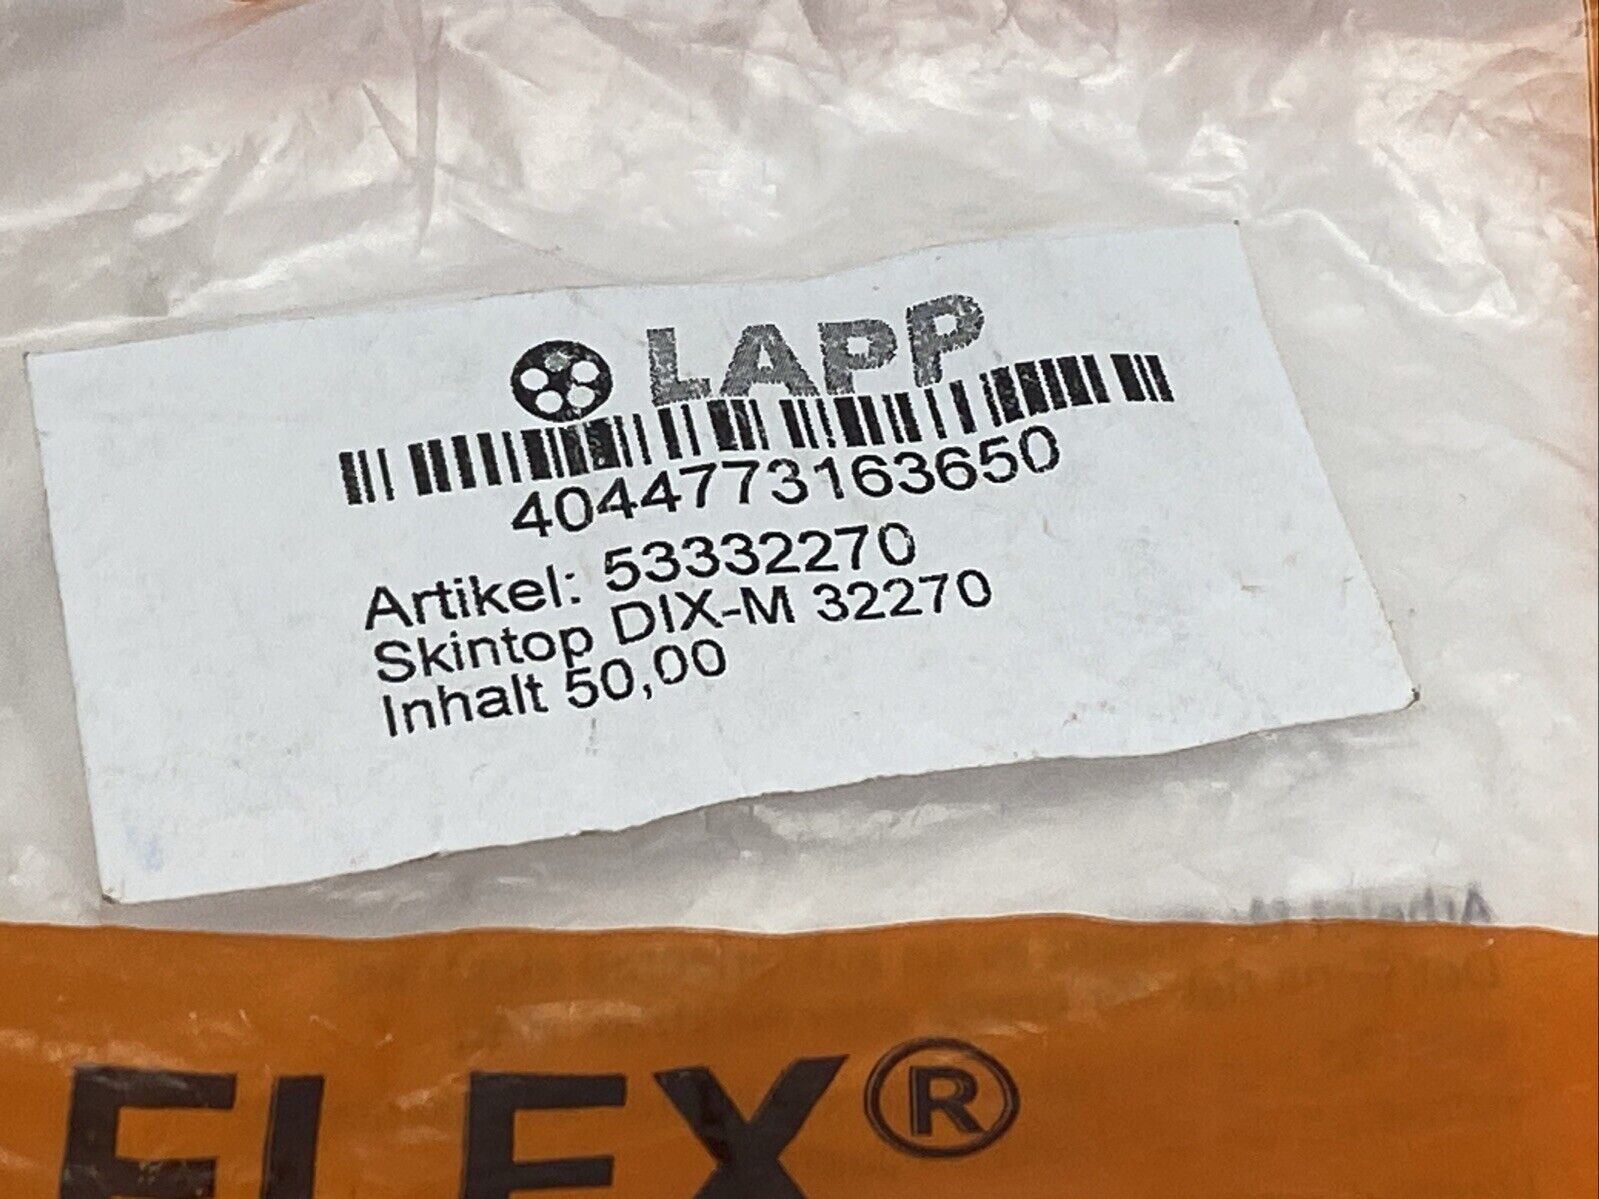 LAPP
4044773163650
Artikel: 53332270
Skintop DIX-M 32270
Inhalt 50,00
FLEX®